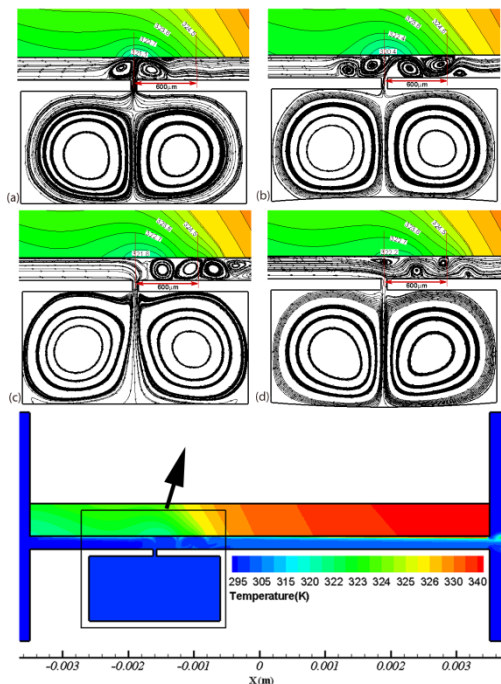 600μm
600μm
(a)
(b)
600μm
600μm
(c)
(d)
295 305 315 320 322 324 325 326 330 340
Temperature(K)
-0.003 -0.002 -0.001 0 0.001 0.002 0.003
X(m)